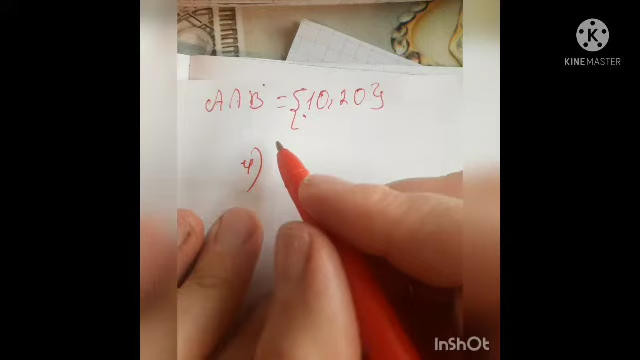 A∩B = {10, 20}
4)
K
KINEMASTER
InShOt